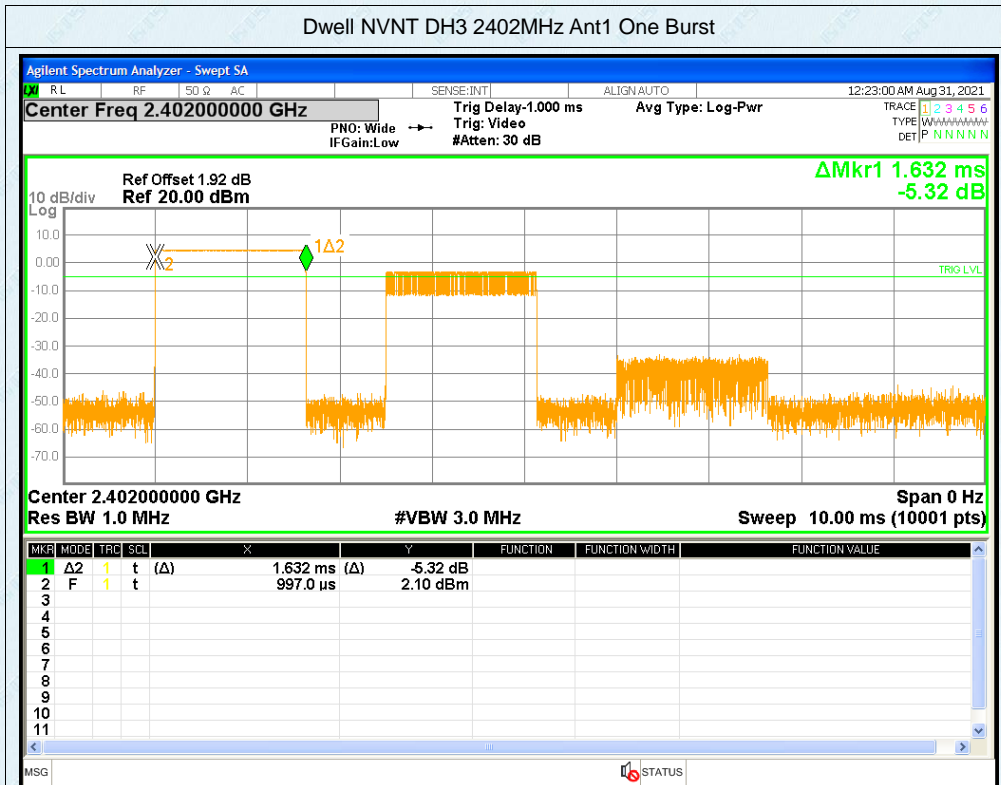 Dwell NVNT DH3 2402MHz Ant1 One Burst
Agilent Spectrum Analyzer - Swept SA
LXI RL RF 50 Ω AC SENSE:INT ALIGN AUTO 12:23:00 AM Aug 31, 2021
Center Freq 2.402000000 GHz
PNO: Wide
IFGain:Low
Trig Delay-1.000 ms
Trig: Video
#Atten: 30 dB
Avg Type: Log-Pwr
TRACE 1 2 3 4 5 6
TYPE
DET P N N N N N
ΔMkr1 1.632 ms
-5.32 dB
Ref Offset 1.92 dB
10 dB/div Ref 20.00 dBm
Log
10.0
0.00
-10.0
-20.0
-30.0
-40.0
-50.0
-60.0
-70.0
2
1Δ2
TRIG LVL
Center 2.402000000 GHz Span 0 Hz
Res BW 1.0 MHz #VBW 3.0 MHz Sweep 10.00 ms (10001 pts)
MKR MODE TRC SCL X Y FUNCTION FUNCTION WIDTH FUNCTION VALUE
1 Δ2 1 t (Δ) 1.632 ms (Δ) -5.32 dB
2 F 1 t 997.0 µs 2.10 dBm
3
4
5
6
7
8
9
10
11
MSG STATUS